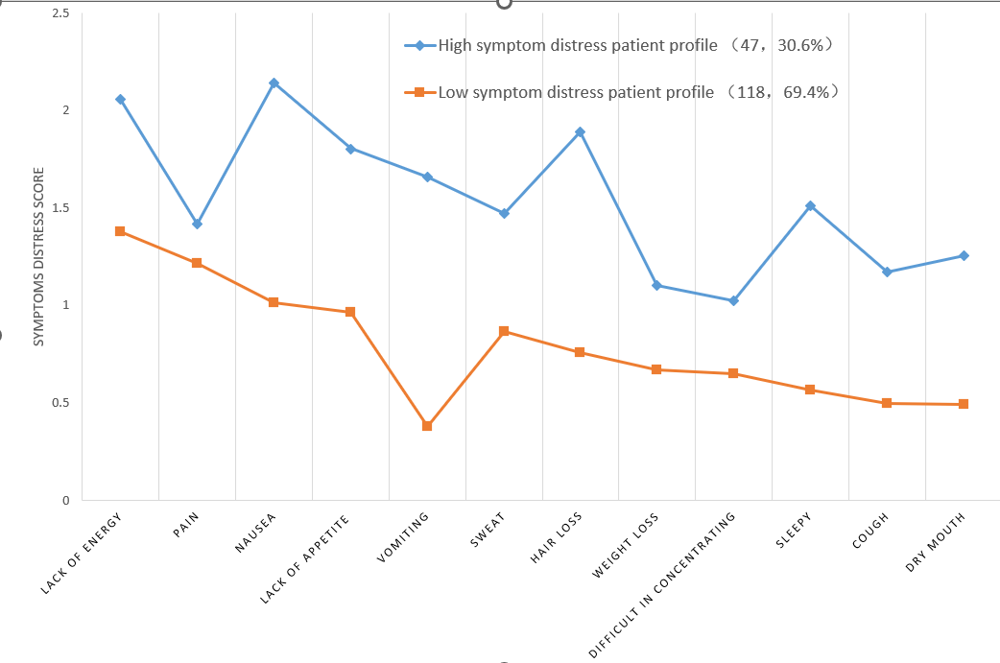 2.5
High symptom distress patient profile （47，30.6%）
Low symptom distress patient profile （118，69.4%）
2
1.5
1
0.5
0
SYMPTOMS DISTRESS SCORE
LACK OF ENERGY
PAIN
NAUSEA
LACK OF APPETITE
VOMITING
SWEAT
HAIR LOSS
WEIGHT LOSS
DIFFICULT IN CONCENTRATING
SLEEPY
COUGH
DRY MOUTH